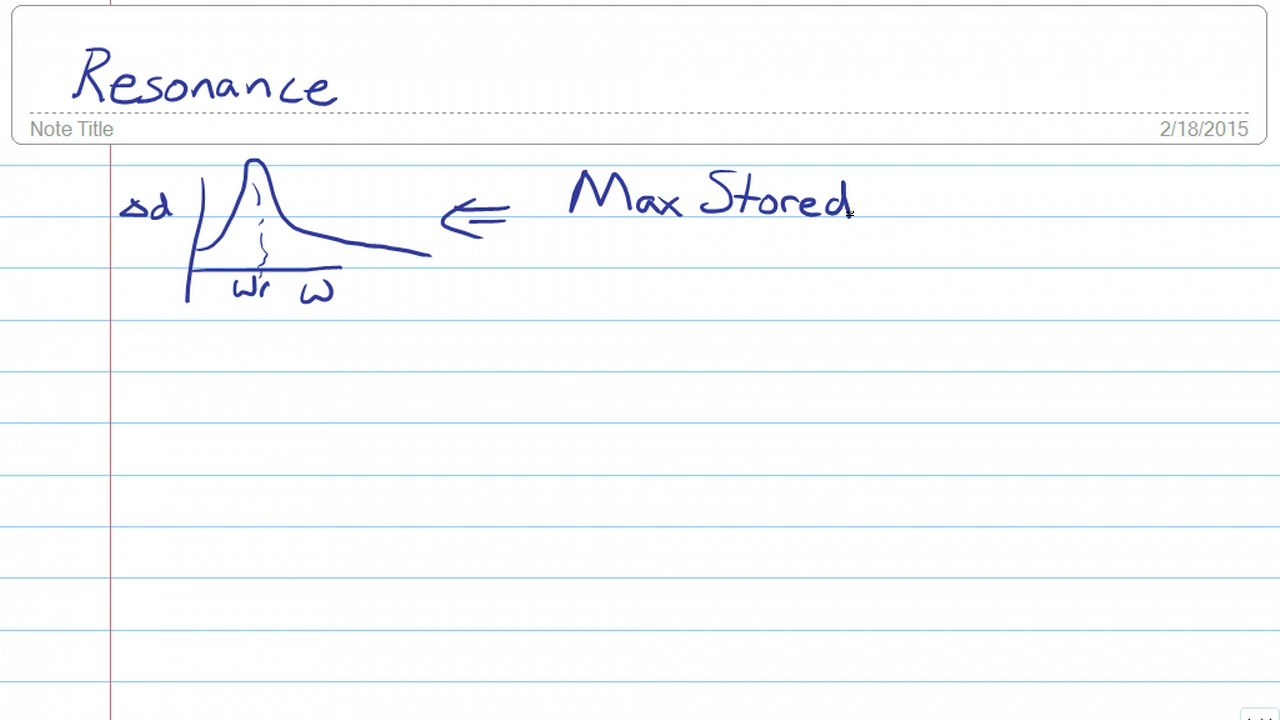 Resonance
Note Title
2/18/2015
Δd
Max Stored
ωr ω